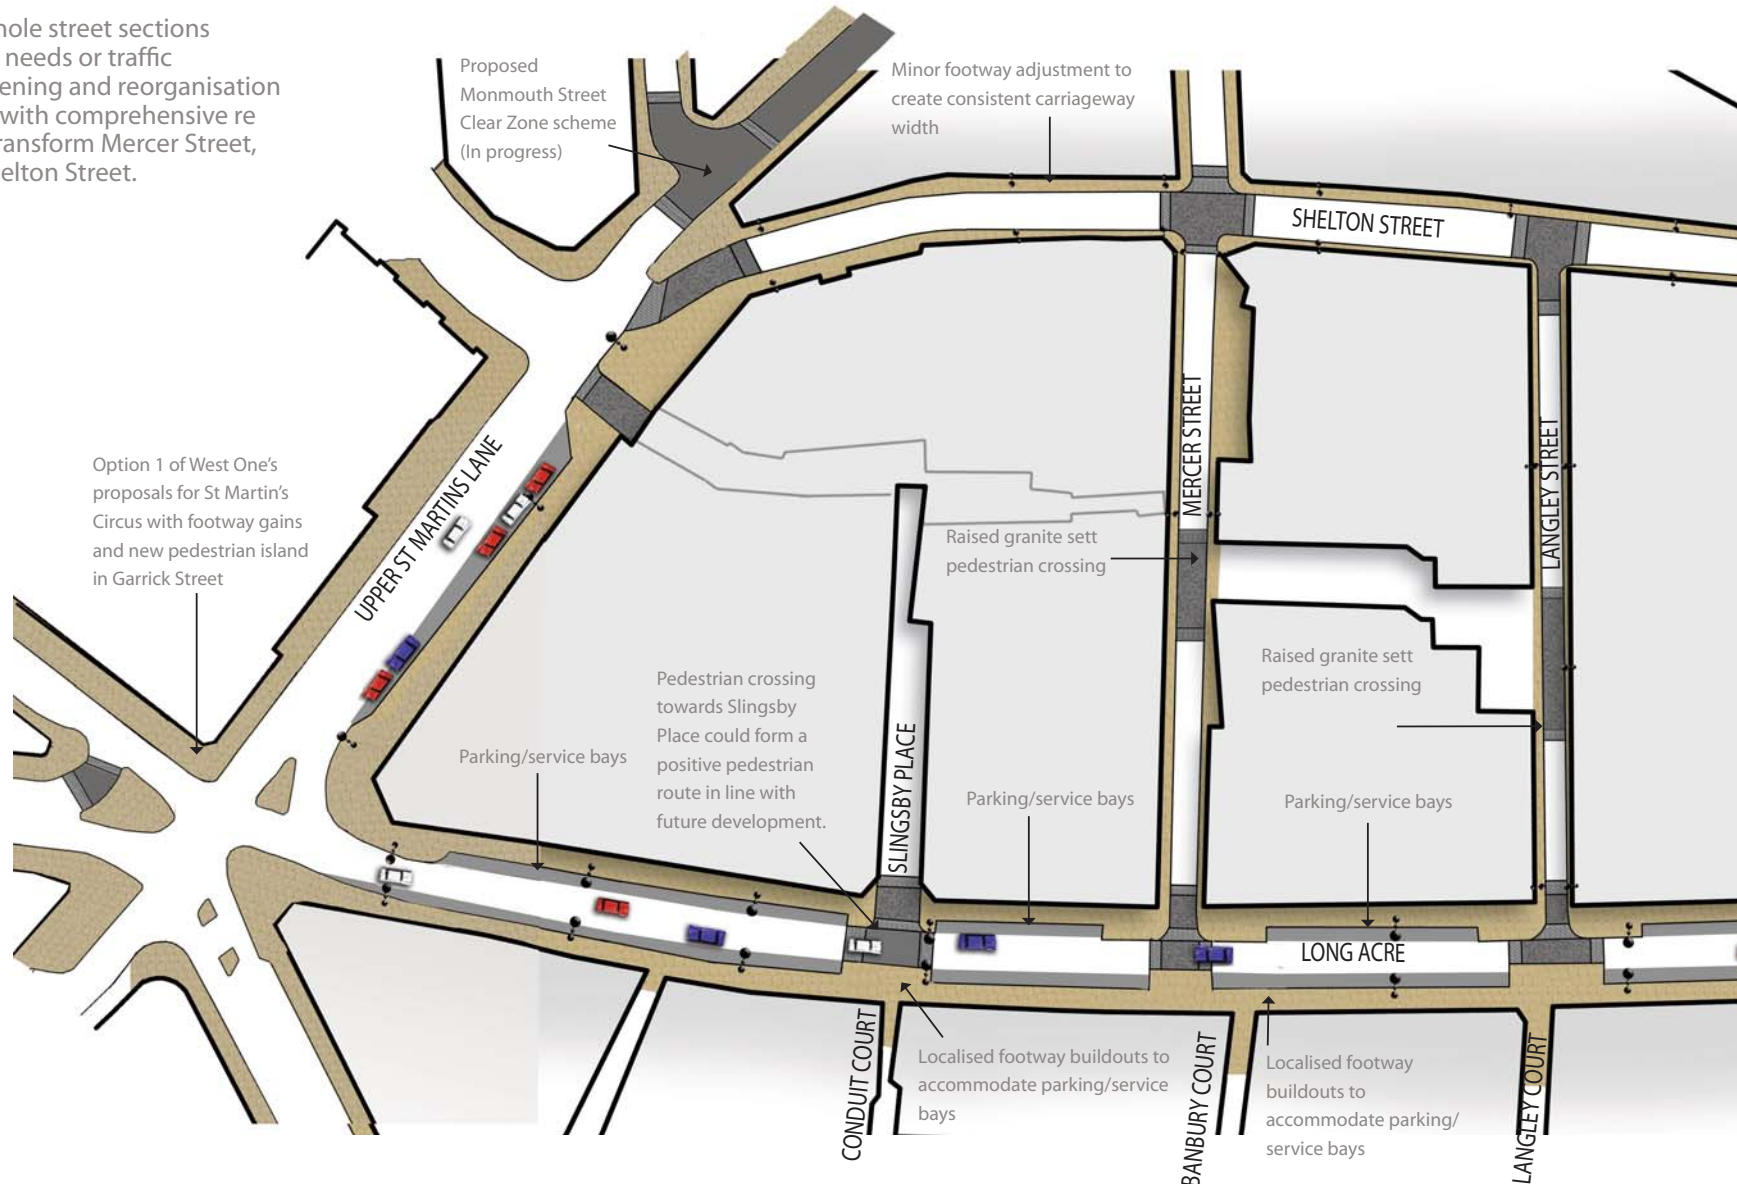 hole street sections
needs or traffic
ening and reorganisation
with comprehensive re
ransform Mercer Street,
elton Street.
Proposed
Monmouth Street
Clear Zone scheme
(In progress)
Minor footway adjustment to
create consistent carriageway
width
SHELTON STREET
Option 1 of West One's
proposals for St Martin's
Circus with footway gains
and new pedestrian island
in Garrick Street
UPPER ST MARTINS LANE
MERCER STREET
LANGLEY STREET
Raised granite sett
pedestrian crossing
Raised granite sett
pedestrian crossing
Pedestrian crossing
towards Slingsby
Place could form a
positive pedestrian
route in line with
future development.
Parking/service bays
SLINGSBY PLACE
Parking/service bays
Parking/service bays
LONG ACRE
CONDUIT COURT
Localised footway buildouts to
accommodate parking/service
bays
BANBURY COURT
Localised footway
buildouts to
accommodate parking/
service bays
LANGLEY COURT